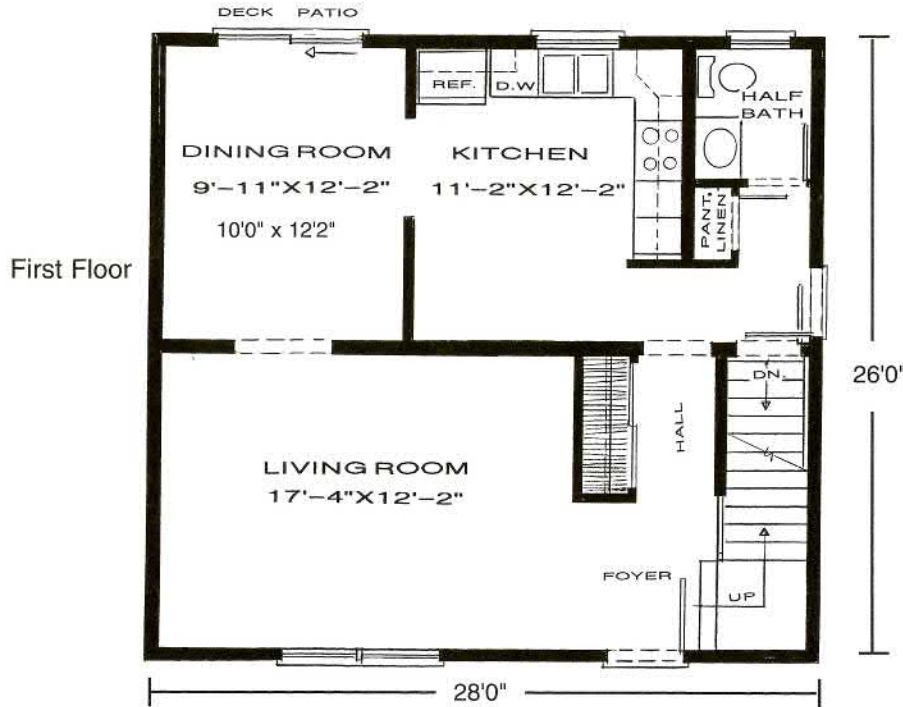 DECK PATIO
REF.
D.W
HALF
BATH
DINING ROOM
9'-11"X12'-2"
10'0" x 12'2"
KITCHEN
11'-2"X12'-2"
PANT.
LINEN
First Floor
26'0'
DN.
HALL
LIVING ROOM
17'-4"X12'-2"
FOYER
UP
28'0"